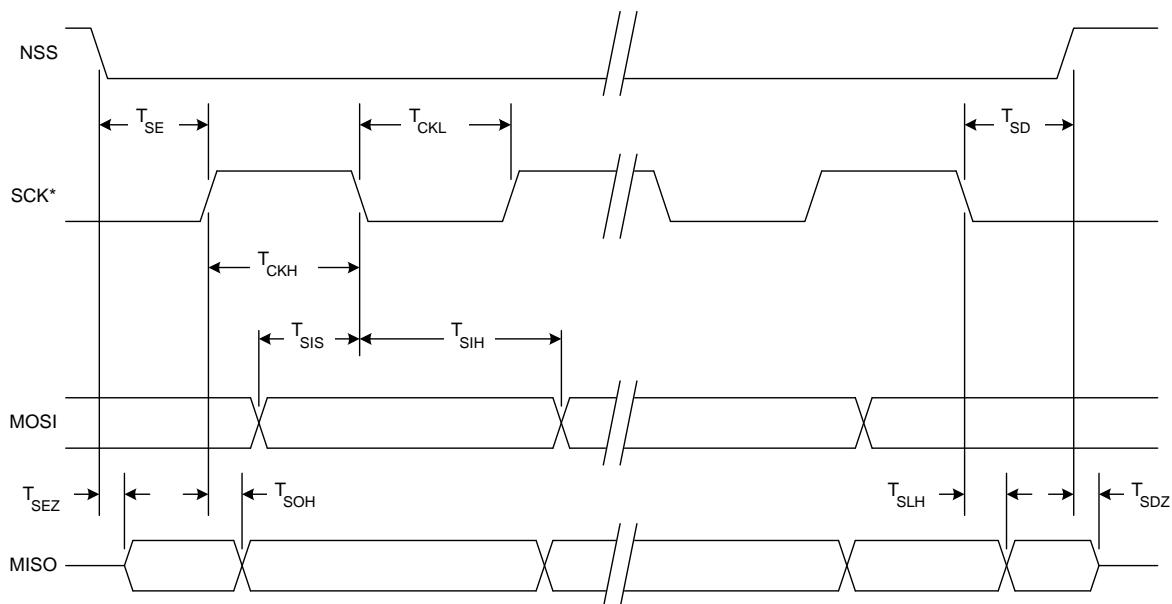 NSS
T_SE
T_CKL
T_SD
SCK*
T_CKH
T_SIS
T_SIH
MOSI
T_SEZ
T_SOH
T_SLH
T_SDZ
MISO